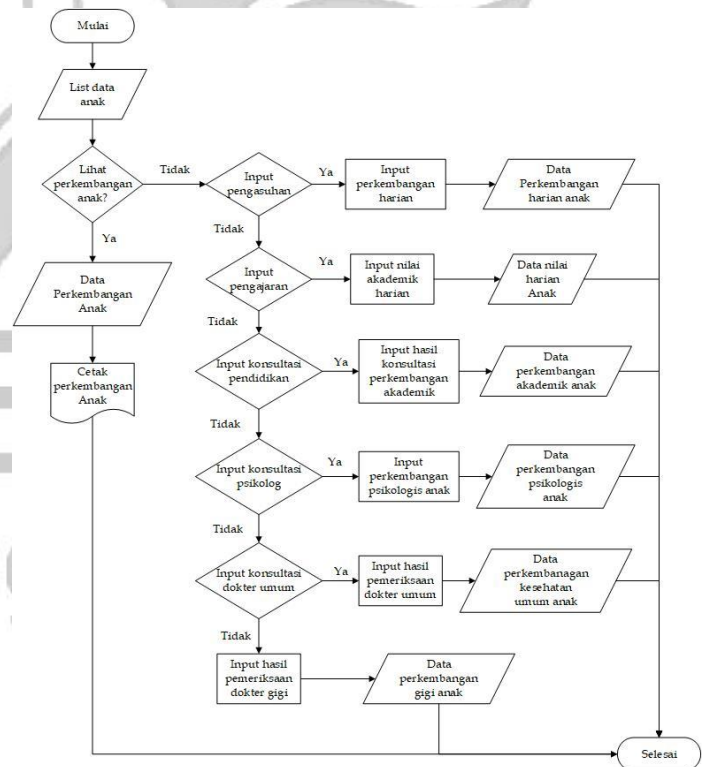 Mulai
List data
anak
Lihat
perkembangan
anak?
Tidak
Ya
Data
Perkembangan
Anak
Cetak
perkembangan
Anak
Input
pengasuhan
Ya
Input
perkembangan
harian
Data
Perkembangan
harian anak
Tidak
Input
pengajaran
Ya
Input nilai
akademik
harian
Data nilai
harian
Anak
Tidak
Input konsultasi
pendidikan
Ya
Input hasil
konsultasi
perkembangan
akademik
Data
perkembangan
akademik anak
Tidak
Input konsultasi
psikolog
Ya
Input
perkembangan
psikologis anak
Data
perkembangan
psikologis
anak
Tidak
Input konsultasi
dokter umum
Ya
Input hasil
pemeriksaan
dokter umum
Data
perkembanagan
kesehatan
umum anak
Tidak
Input hasil
pemeriksaan
dokter gigi
Data
perkembangan
gigi anak
Selesai